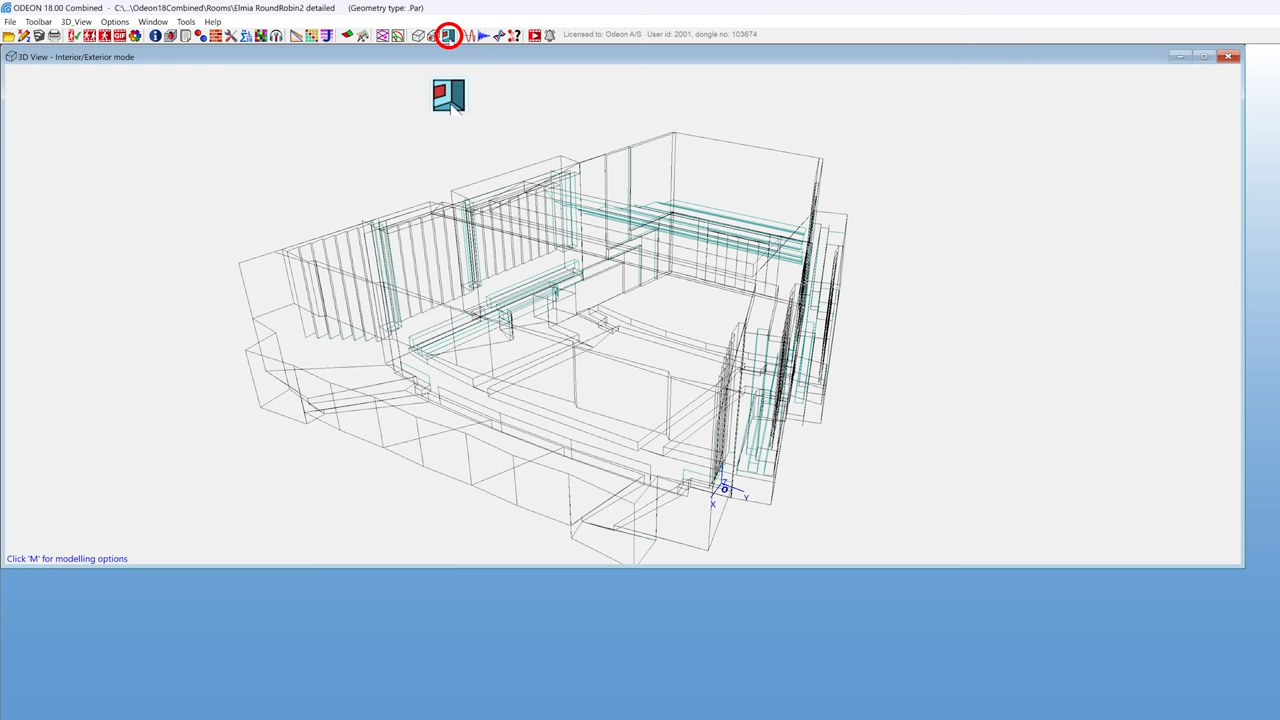 ODEON 18.00 Combined - C:\...\Odeon18Combined\Rooms\Elmia RoundRobin2 detailed (Geometry type: .Par)
File Toolbar 3D_View Options Window Tools Help
GIF
Licensed to: Odeon A/S User id: 2001, dongle no: 103674
3D View - Interior/Exterior mode
Z
O
X
Y
Click 'M' for modelling options